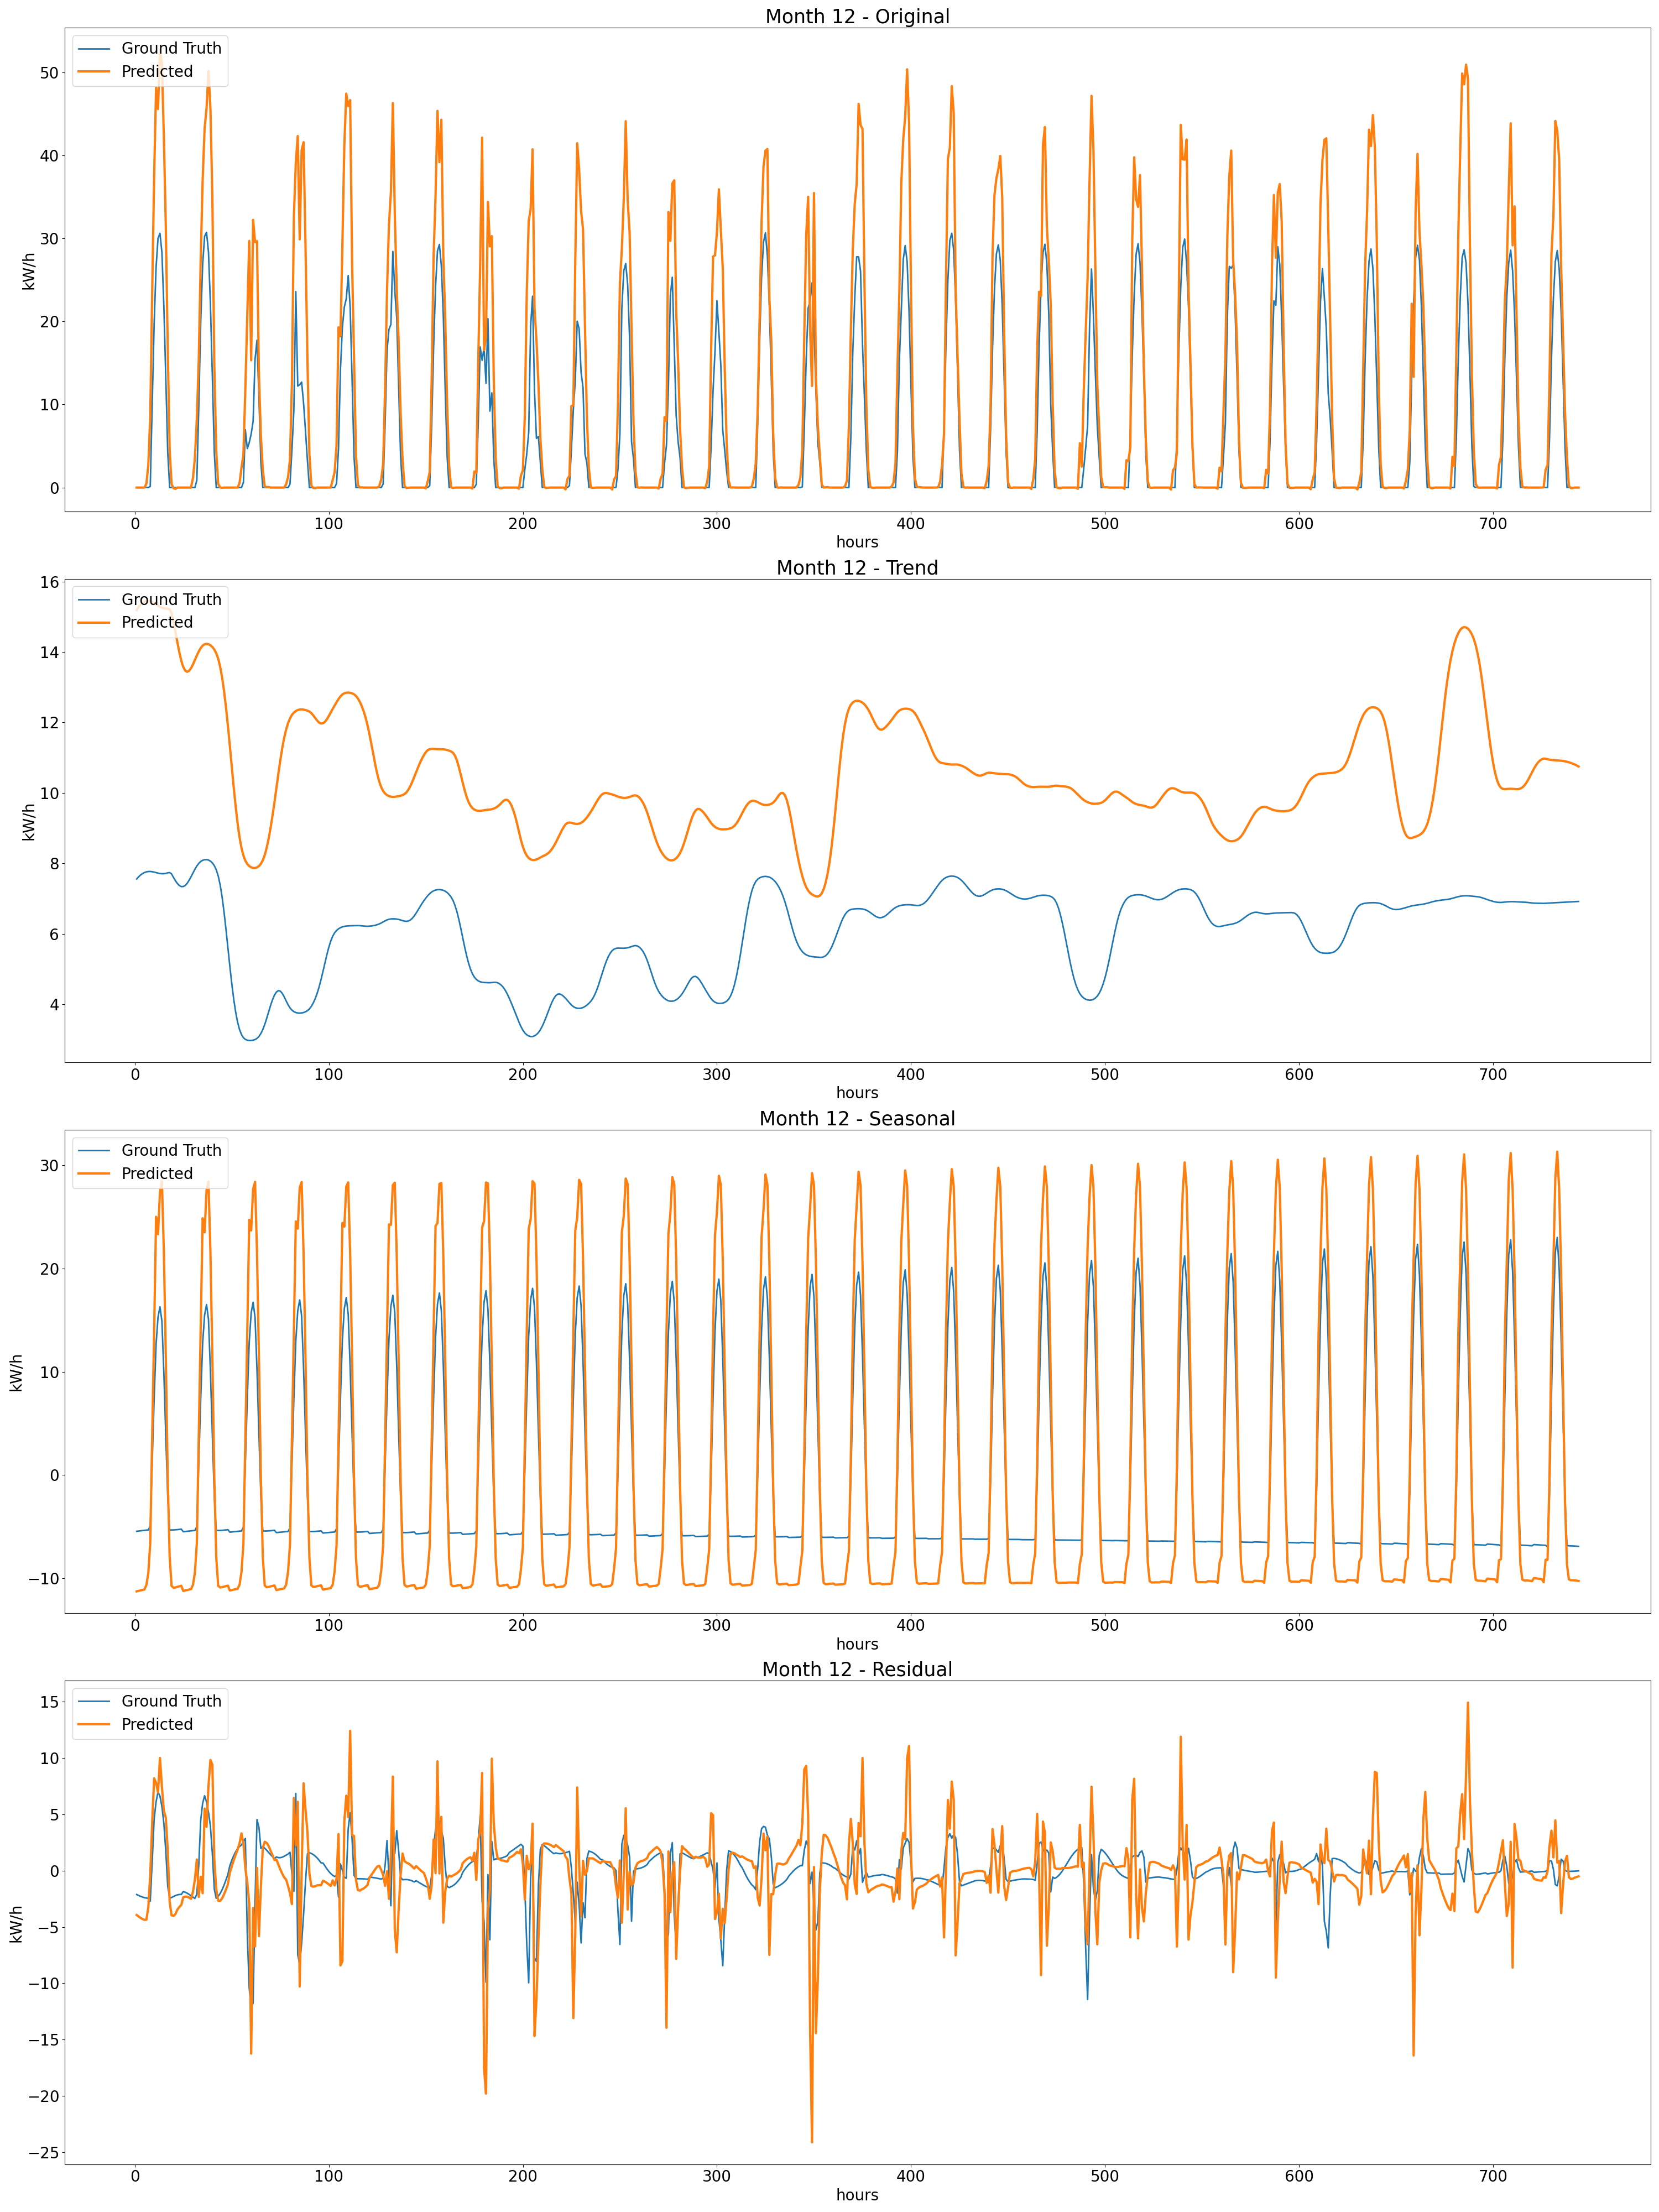 Month 12 - Original
Ground Truth
Predicted
50
40
30
20
10
0
kW/h
0 100 200 300 400 500 600 700
hours
Month 12 - Trend
Ground Truth
Predicted
16
14
12
10
8
6
4
kW/h
0 100 200 300 400 500 600 700
hours
Month 12 - Seasonal
Ground Truth
Predicted
30
20
10
0
−10
kW/h
0 100 200 300 400 500 600 700
hours
Month 12 - Residual
Ground Truth
Predicted
15
10
5
0
−5
−10
−15
−20
−25
kW/h
0 100 200 300 400 500 600 700
hours